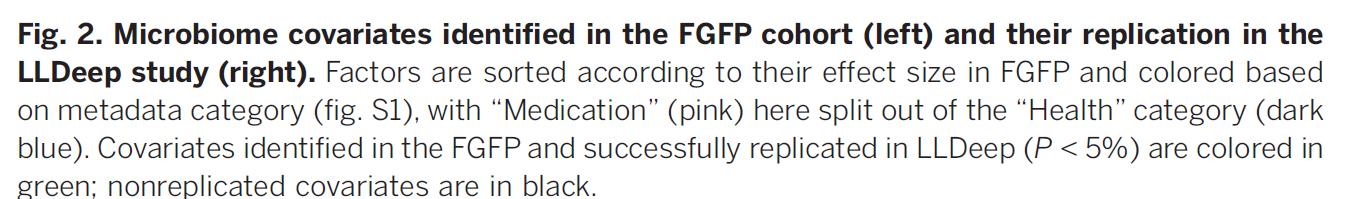 Fig. 2. Microbiome covariates identified in the FGFP cohort (left) and their replication in the
LLDeep study (right). Factors are sorted according to their effect size in FGFP and colored based
on metadata category (fig. S1), with “Medication” (pink) here split out of the “Health” category (dark
blue). Covariates identified in the FGFP and successfully replicated in LLDeep (P < 5%) are colored in
green; nonreplicated covariates are in black.